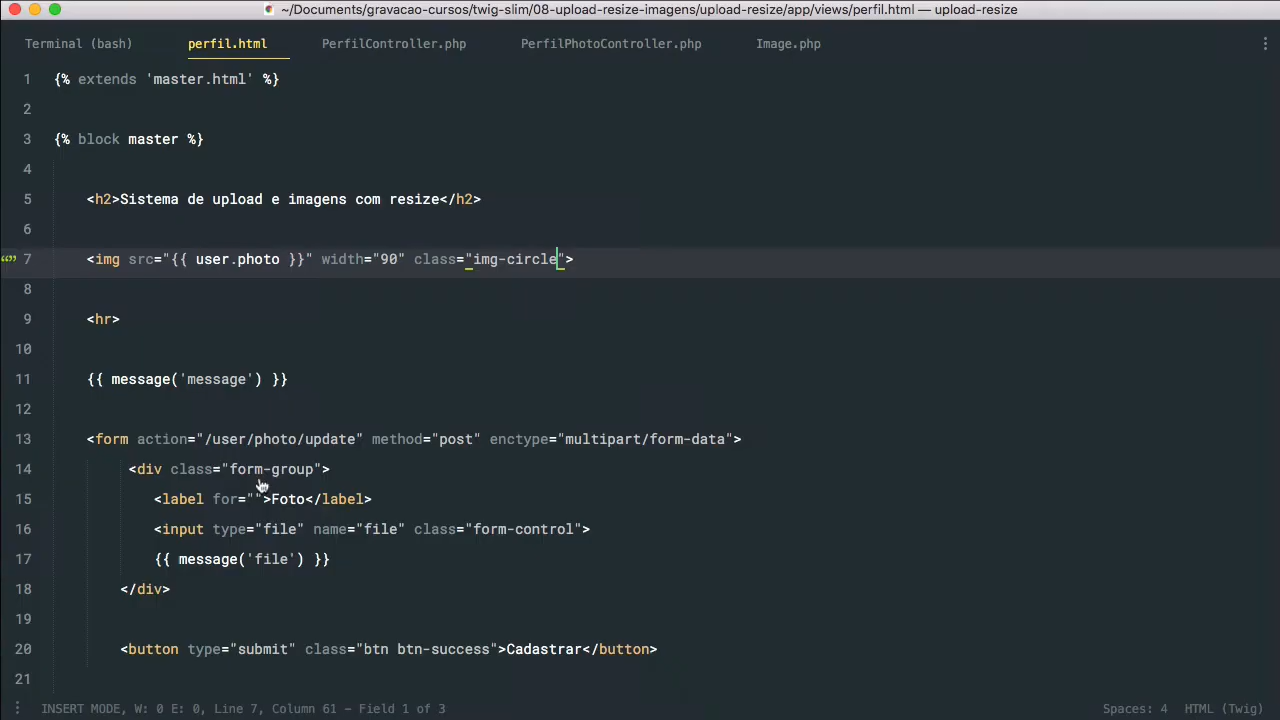 ~/Documents/gravacao-cursos/twig-slim/08-upload-resize-imagens/upload-resize/app/views/perfil.html — upload-resize
Terminal (bash) perfil.html PerfilController.php PerfilPhotoController.php Image.php
1 {% extends 'master.html' %}
2
3 {% block master %}
4
5 <h2>Sistema de upload e imagens com resize</h2>
6
7 <img src="{{ user.photo }}" width="90" class="img-circle">
8
9 <hr>
10
11 {{ message('message') }}
12
13 <form action="/user/photo/update" method="post" enctype="multipart/form-data">
14 <div class="form-group">
15 <label for="">Foto</label>
16 <input type="file" name="file" class="form-control">
17 {{ message('file') }}
18 </div>
19
20 <button type="submit" class="btn btn-success">Cadastrar</button>
21
INSERT MODE, W: 0 E: 0, Line 7, Column 61 – Field 1 of 3 Spaces: 4 HTML (Twig)